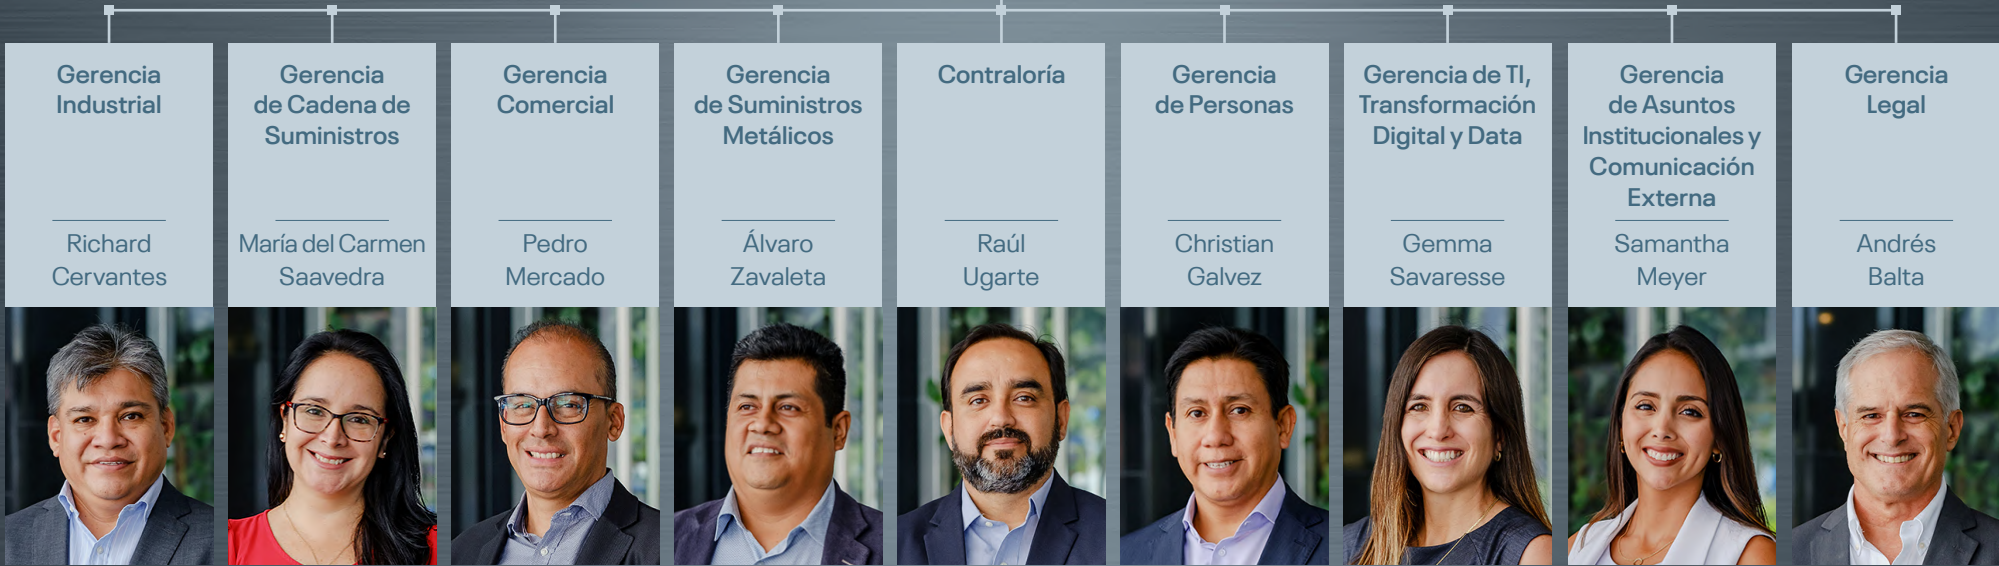 Gerencia
Industrial
Richard
Cervantes
Gerencia
de Cadena de
Suministros
María del Carmen
Saavedra
Gerencia
Comercial
Pedro
Mercado
Gerencia
de Suministros
Metálicos
Álvaro
Zavaleta
Contraloría
Raúl
Ugarte
Gerencia
de Personas
Christian
Galvez
Gerencia de TI,
Transformación
Digital y Data
Gemma
Savaresse
Gerencia
de Asuntos
Institucionales y
Comunicación
Externa
Samantha
Meyer
Gerencia
Legal
Andrés
Balta